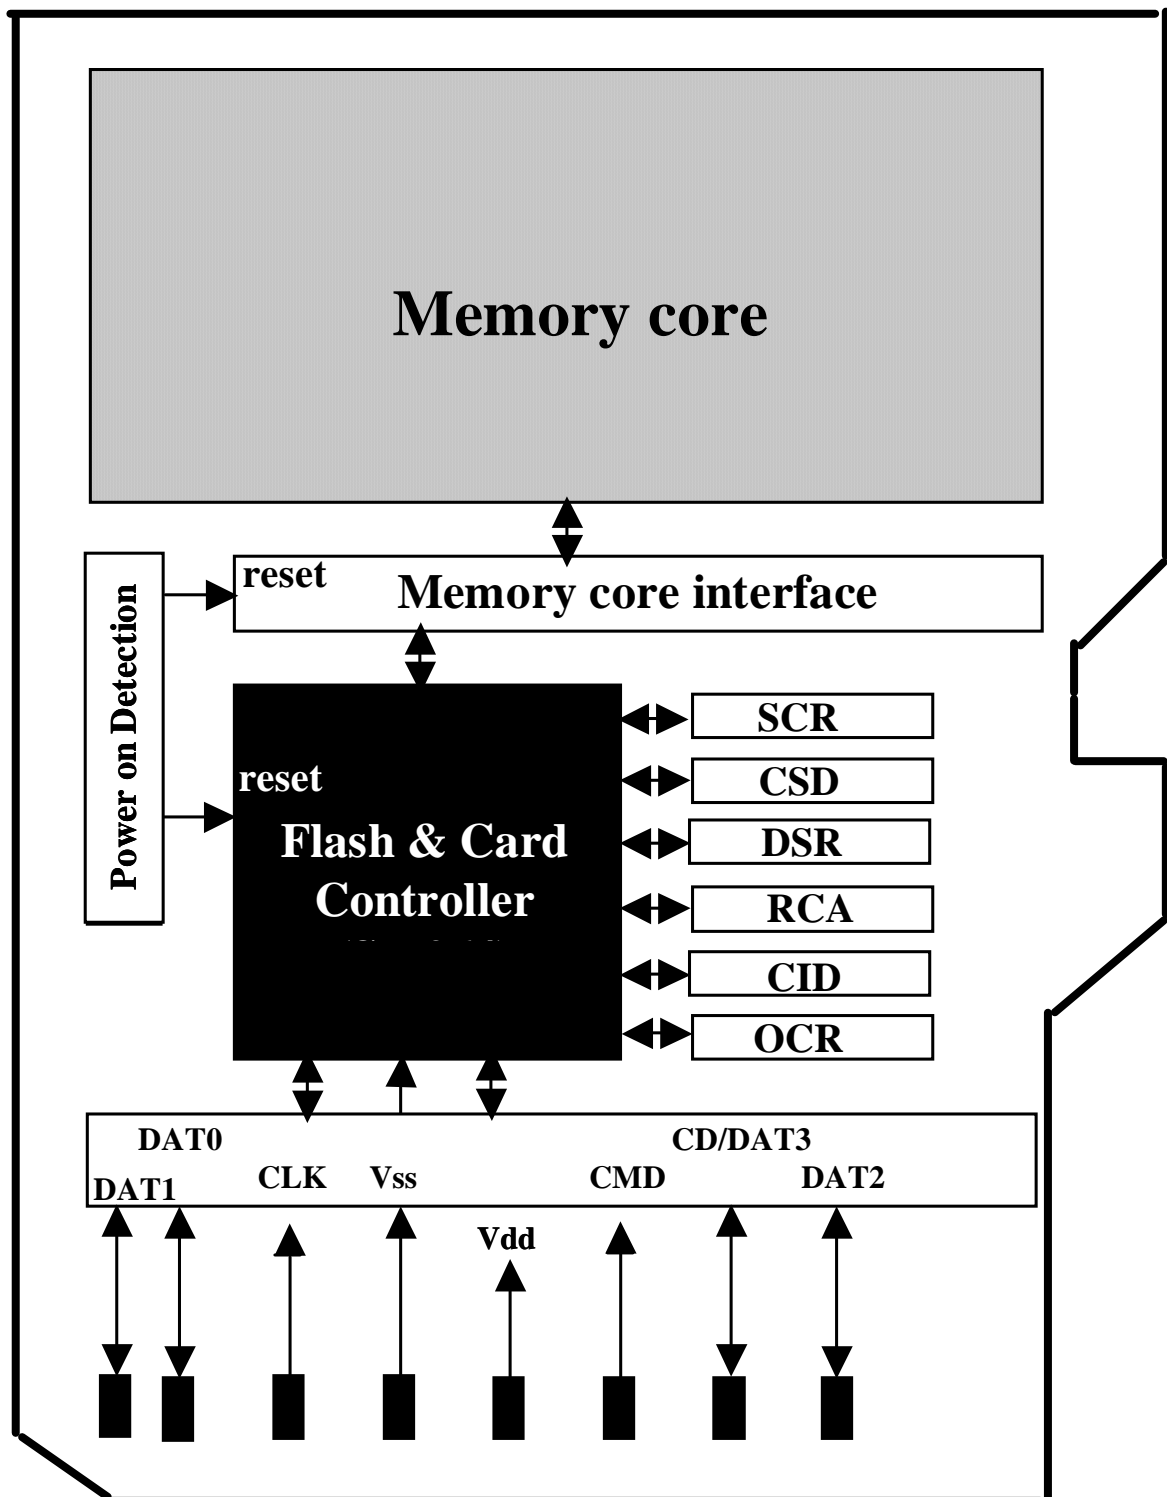 Memory core
reset
Memory core interface
Power on Detection
SCR
reset
CSD
Flash & Card
DSR
Controller
RCA
CID
OCR
DAT0
CD/DAT3
DAT1
CLK
Vss
CMD
DAT2
Vdd